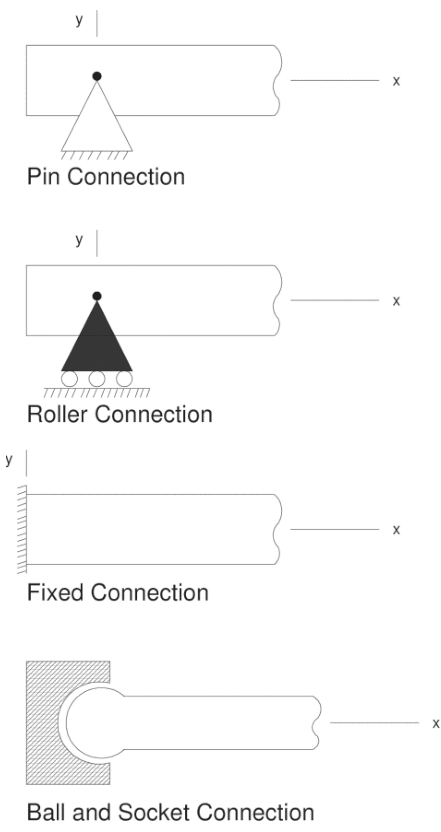 y
x
Pin Connection
y
x
Roller Connection
y
x
Fixed Connection
x
Ball and Socket Connection